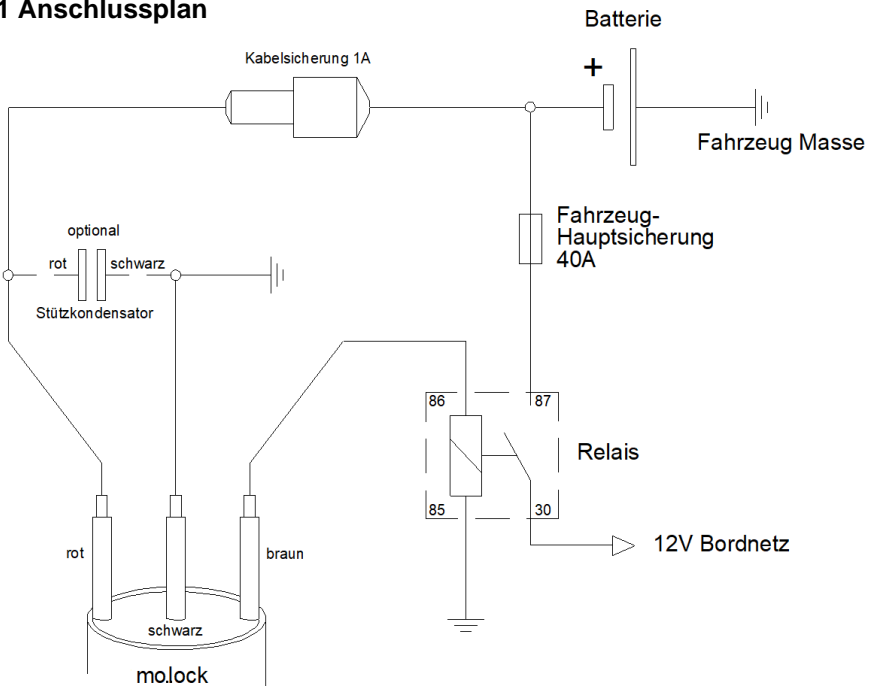 1 Anschlussplan
Batterie
Kabelsicherung 1A
+
Fahrzeug Masse
Fahrzeug-
Hauptsicherung
40A
optional
rot
schwarz
Stützkondensator
86
87
Relais
85
30
12V Bordnetz
rot
braun
schwarz
mo.lock